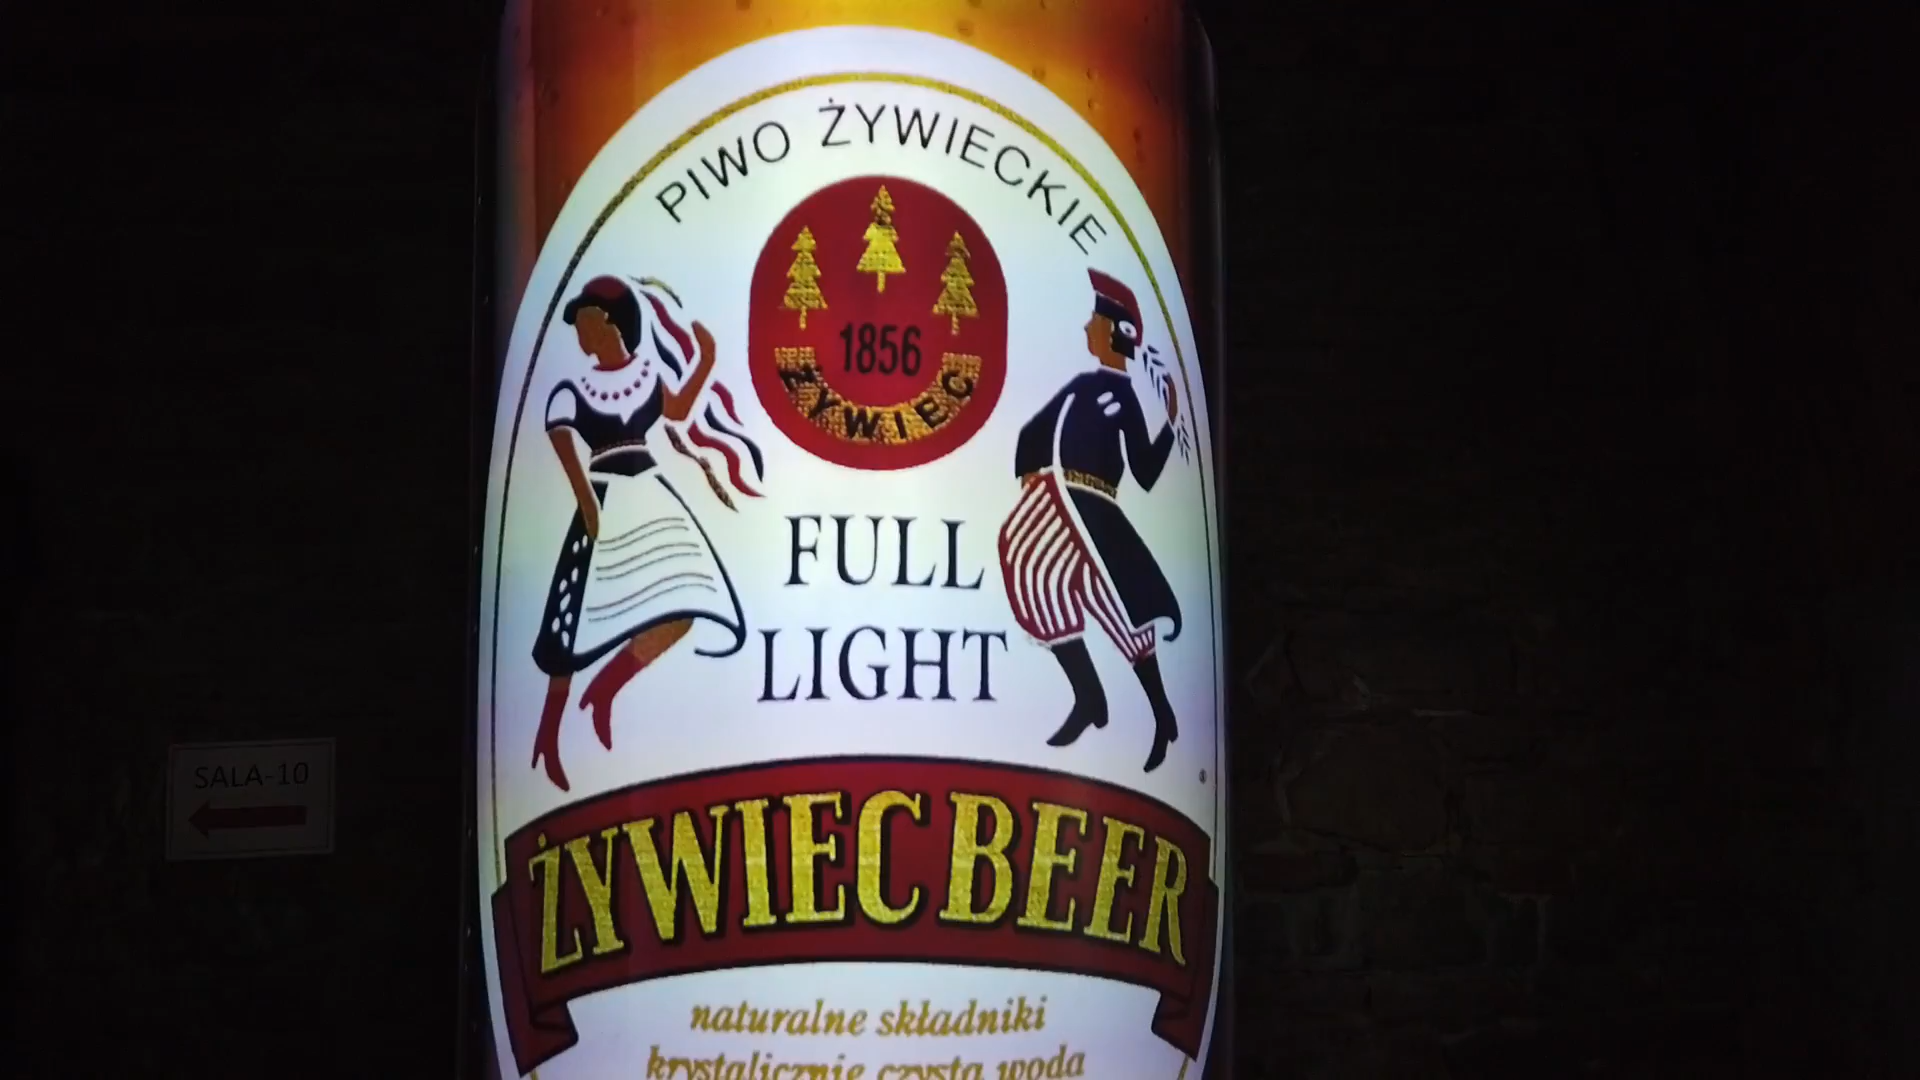 PIWO ŻYWIECKIE
1856
ŻYWIEC
FULL
LIGHT
ŻYWIEC BEER
naturalne składniki
krystalicznie czysta woda
SALA-10